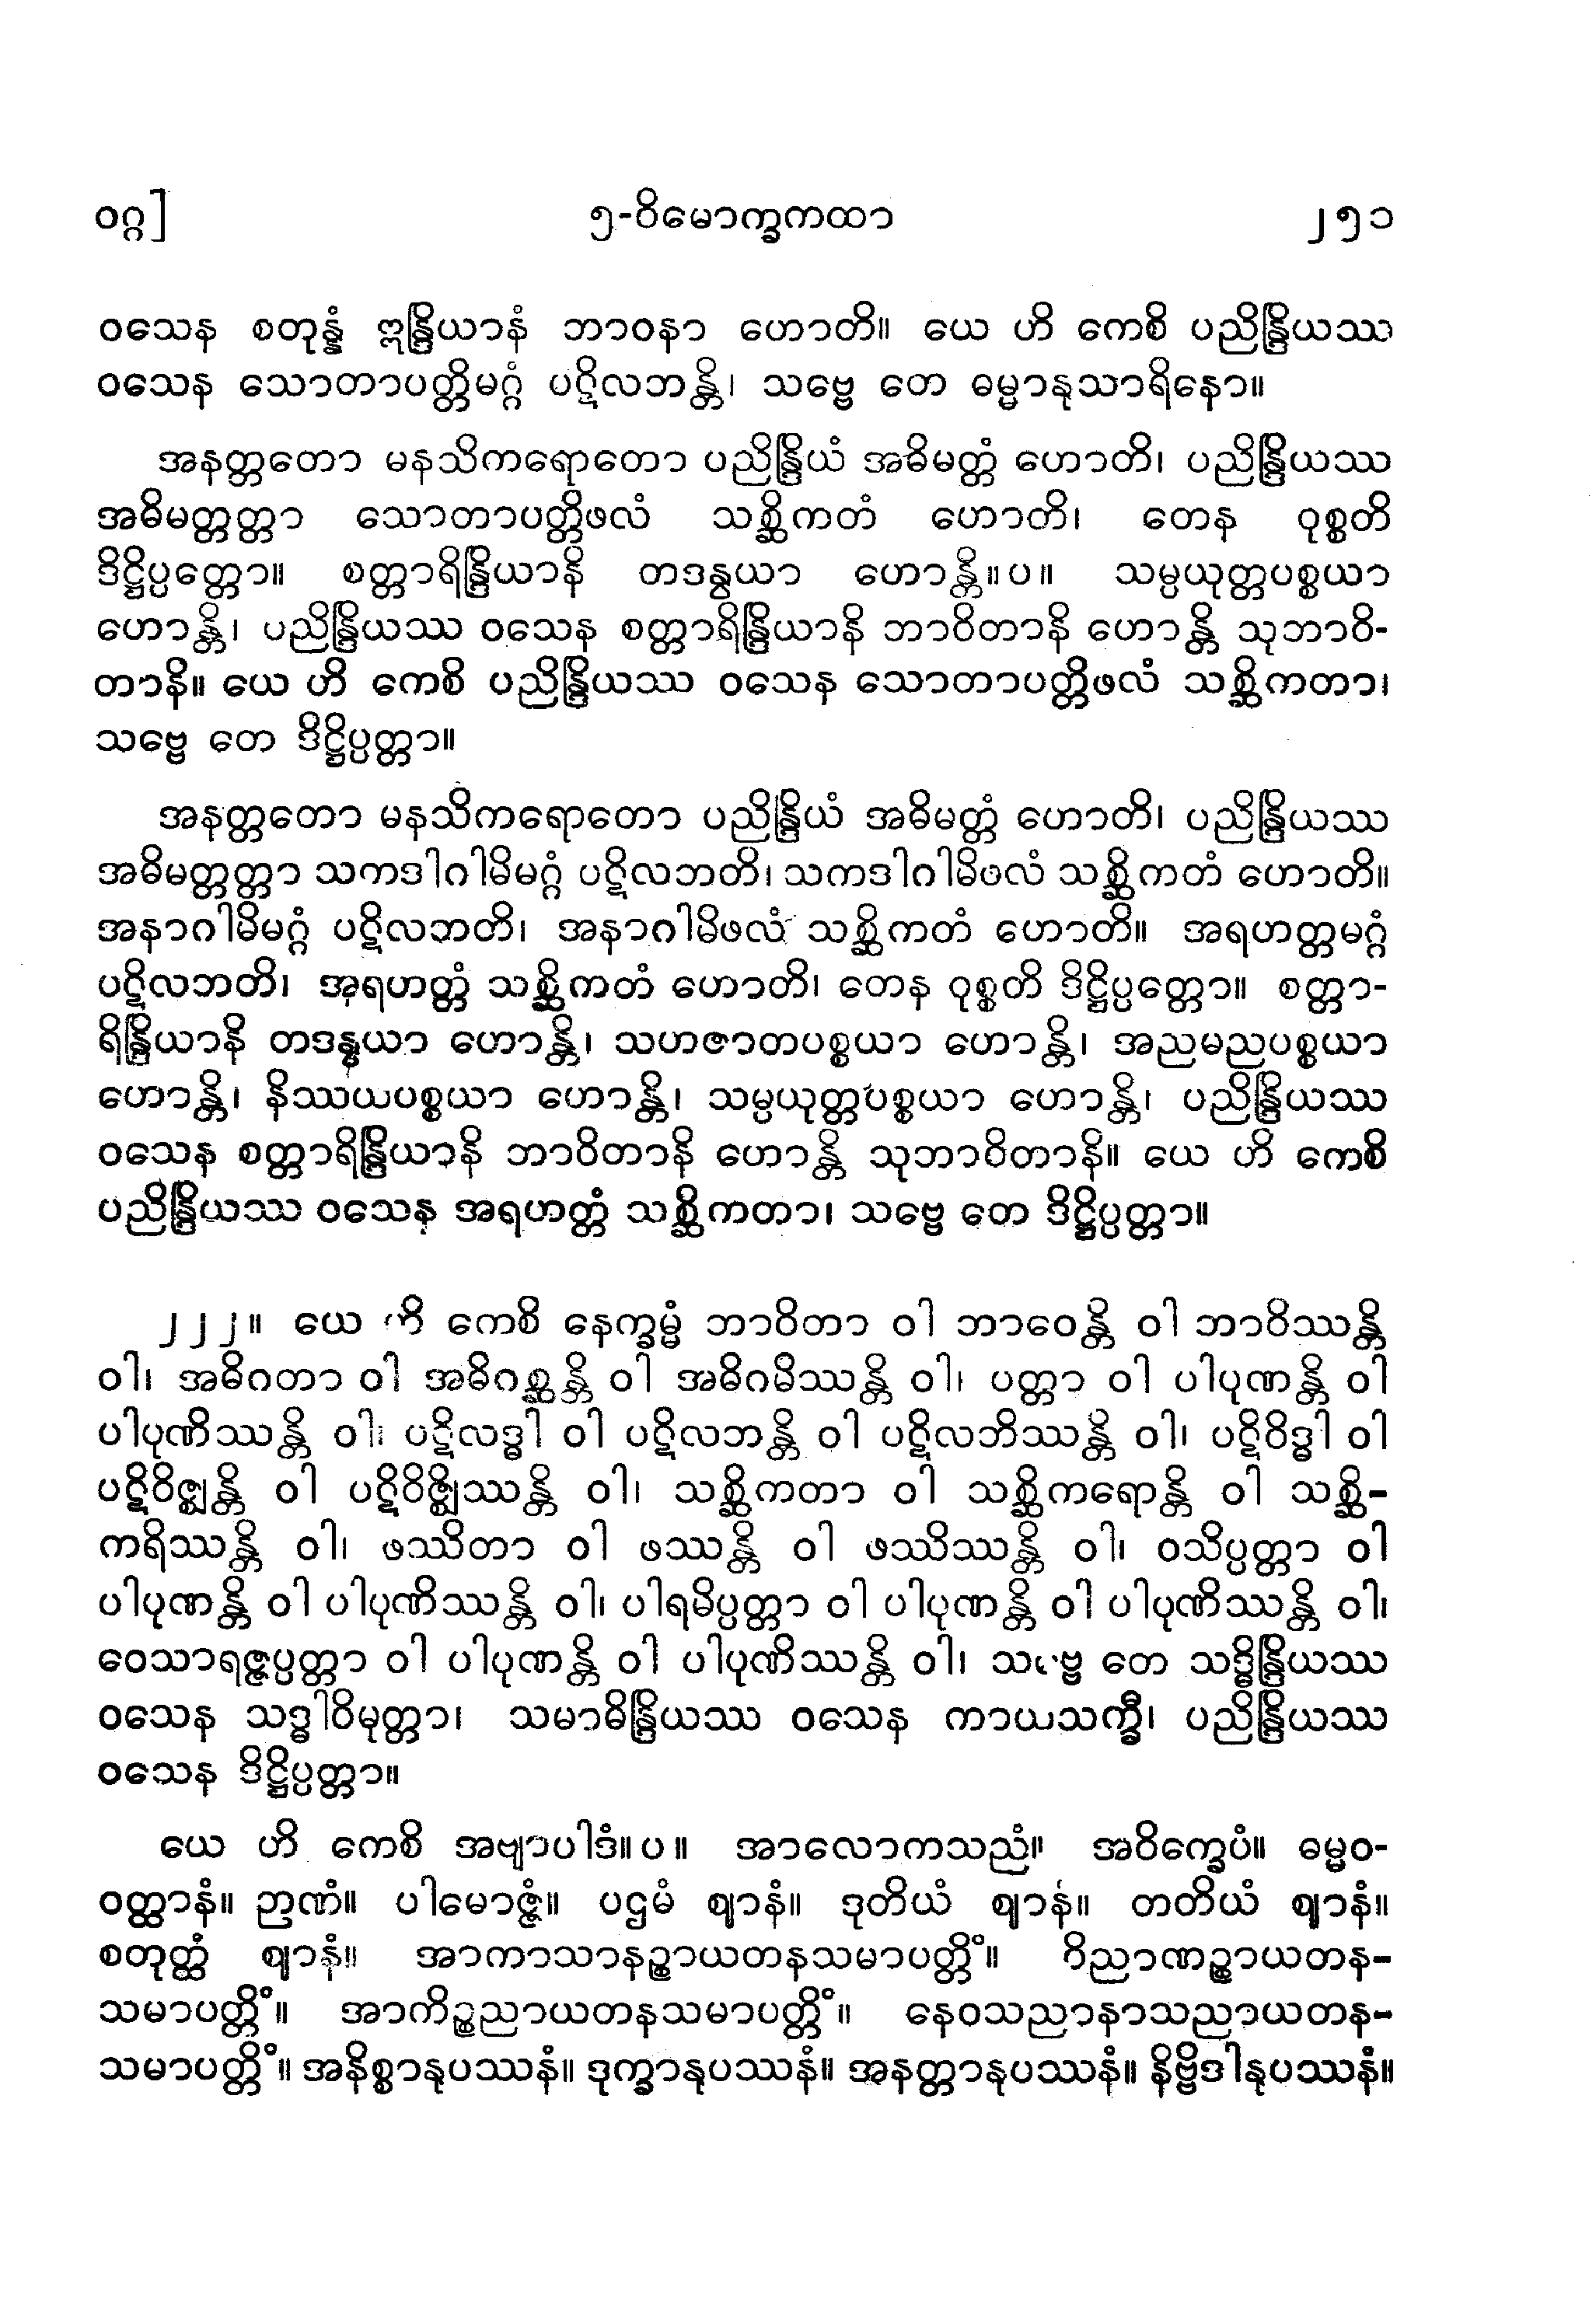 ဝဂ္ဂ] ၅-ဝိမောက္ခကထာ ၂၅၁
ဝသေန စတုန္နံ ဣန္ဒြိယာနံ ဘာဝနာ ဟောတိ။ ယေ ဟိ ကေစိ ပညိန္ဒြိယဿ
ဝသေန သောတာပတ္တိမဂ္ဂံ ပဋိလဘန္တိ၊ သဗ္ဗေ တေ ဓမ္မာနုသာရိနော။
အနတ္တတော မနသိကရောတော ပညိန္ဒြိယံ အဓိမတ္တံ ဟောတိ၊ ပညိန္ဒြိယဿ
အဓိမတ္တတ္တာ သောတာပတ္တိဖလံ သစ္ဆိကတံ ဟောတိ၊ တေန ဝုစ္စတိ
ဒိဋ္ဌိပ္ပတ္တော။ စတ္တာရိန္ဒြိယာနိ တဒန္ဝယာ ဟောန္တိ။ပ။ သမ္ပယုတ္တပစ္စယာ
ဟောန္တိ၊ ပညိန္ဒြိယဿ ဝသေန စတ္တာရိန္ဒြိယာနိ ဘာဝိတာနိ ဟောန္တိ သုဘာဝိ-
တာနိ။ ယေ ဟိ ကေစိ ပညိန္ဒြိယဿ ဝသေန သောတာပတ္တိဖလံ သစ္ဆိကတာ၊
သဗ္ဗေ တေ ဒိဋ္ဌိပ္ပတ္တာ။
အနတ္တတော မနသိကရောတော ပညိန္ဒြိယံ အဓိမတ္တံ ဟောတိ၊ ပညိန္ဒြိယဿ
အဓိမတ္တတ္တာ သကဒါဂါမိမဂ္ဂံ ပဋိလဘတိ၊ သကဒါဂါမိဖလံ သစ္ဆိကတံ ဟောတိ။
အနာဂါမိမဂ္ဂံ ပဋိလဘတိ၊ အနာဂါမိဖလံ သစ္ဆိကတံ ဟောတိ။ အရဟတ္တမဂ္ဂံ
ပဋိလဘတိ၊ အရဟတ္တံ သစ္ဆိကတံ ဟောတိ၊ တေန ဝုစ္စတိ ဒိဋ္ဌိပ္ပတ္တော။ စတ္တာ-
ရိန္ဒြိယာနိ တဒန္ဝယာ ဟောန္တိ၊ သဟဇာတပစ္စယာ ဟောန္တိ၊ အညမညပစ္စယာ
ဟောန္တိ၊ နိဿယပစ္စယာ ဟောန္တိ၊ သမ္ပယုတ္တပစ္စယာ ဟောန္တိ၊ ပညိန္ဒြိယဿ
ဝသေန စတ္တာရိန္ဒြိယာနိ ဘာဝိတာနိ ဟောန္တိ သုဘာဝိတာနိ။ ယေ ဟိ ကေစိ
ပညိန္ဒြိယဿ ဝသေန အရဟတ္တံ သစ္ဆိကတာ၊ သဗ္ဗေ တေ ဒိဋ္ဌိပ္ပတ္တာ။
၂၂၂။ ယေ ဟိ ကေစိ နေက္ခမ္မံ ဘာဝိတာ ဝါ ဘာဝေန္တိ ဝါ ဘာဝိဿန္တိ
ဝါ၊ အဓိဂတာ ဝါ အဓိဂစ္ဆန္တိ ဝါ အဓိဂမိဿန္တိ ဝါ၊ ပတ္တာ ဝါ ပါပုဏန္တိ ဝါ
ပါပုဏိဿန္တိ ဝါ၊ ပဋိလဒ္ဓါ ဝါ ပဋိလဘန္တိ ဝါ ပဋိလဘိဿန္တိ ဝါ၊ ပဋိဝိဒ္ဓါ ဝါ
ပဋိဝိဇ္ဈန္တိ ဝါ ပဋိဝိဇ္ဈိဿန္တိ ဝါ၊ သစ္ဆိကတာ ဝါ သစ္ဆိကရောန္တိ ဝါ သစ္ဆိ-
ကရိဿန္တိ ဝါ၊ ဖဿိတာ ဝါ ဖဿန္တိ ဝါ ဖဿိဿန္တိ ဝါ၊ ဝသိပ္ပတ္တာ ဝါ
ပါပုဏန္တိ ဝါ ပါပုဏိဿန္တိ ဝါ၊ ပါရမိပ္ပတ္တာ ဝါ ပါပုဏန္တိ ဝါ ပါပုဏိဿန္တိ ဝါ၊
ဝေသာရဇ္ဇပ္ပတ္တာ ဝါ ပါပုဏန္တိ ဝါ ပါပုဏိဿန္တိ ဝါ၊ သဗ္ဗေ တေ သဒ္ဓိန္ဒြိယဿ
ဝသေန သဒ္ဓါဝိမုတ္တာ၊ သမာဓိန္ဒြိယဿ ဝသေန ကာယသက္ခီ၊ ပညိန္ဒြိယဿ
ဝသေန ဒိဋ္ဌိပ္ပတ္တာ။
ယေ ဟိ ကေစိ အဗျာပါဒံ။ပ။ အာလောကသညံ။ အဝိက္ခေပံ။ ဓမ္မဝ-
ဝတ္ထာနံ။ ဉာဏံ။ ပါမောဇ္ဇံ။ ပဌမံ ဈာနံ။ ဒုတိယံ ဈာနံ။ တတိယံ ဈာနံ။
စတုတ္ထံ ဈာနံ။ အာကာသာနဉ္စာယတနသမာပတ္တိံ။ ဝိညာဏဉ္စာယတန-
သမာပတ္တိံ။ အာကိဉ္စညာယတနသမာပတ္တိံ။ နေဝသညာနာသညာယတန-
သမာပတ္တိံ။ အနိစ္စာနုပဿနံ။ ဒုက္ခာနုပဿနံ။ အနတ္တာနုပဿနံ။ နိဗ္ဗိဒါနုပဿနံ။